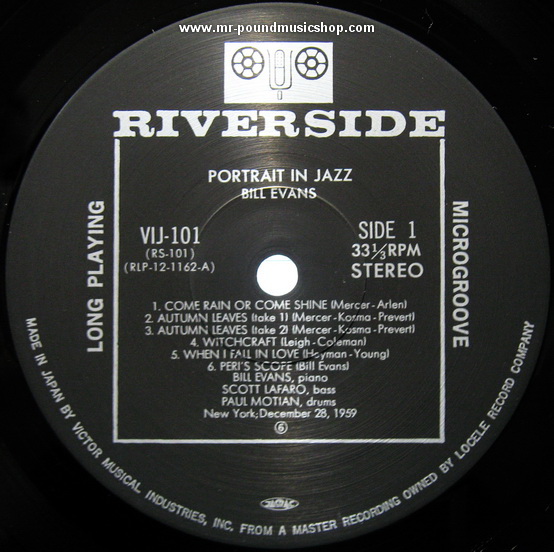 www.mr-poundmusicshop.com
RIVERSIDE
PORTRAIT IN JAZZ
BILL EVANS
VIJ-101
(RS-101)
(RLP-12-1162-A)
SIDE 1
33 1/3 RPM
STEREO
LONG PLAYING
MICROGROOVE
1. COME RAIN OR COME SHINE (Mercer-Arlen)
2. AUTUMN LEAVES (take 1) (Mercer-Kosma-Prevert)
3. AUTUMN LEAVES (take 2) (Mercer-Kosma-Prevert)
4. WITCHCRAFT (Leigh-Coleman)
5. WHEN I FALL IN LOVE (Heyman-Young)
6. PERI'S SCOPE (Bill Evans)
BILL EVANS, piano
SCOTT LAFARO, bass
PAUL MOTIAN, drums
New York; December 28, 1959
6
MADE IN JAPAN BY VICTOR MUSICAL INDUSTRIES, INC. FROM A MASTER RECORDING OWNED BY LOCELE RECORD COMPANY